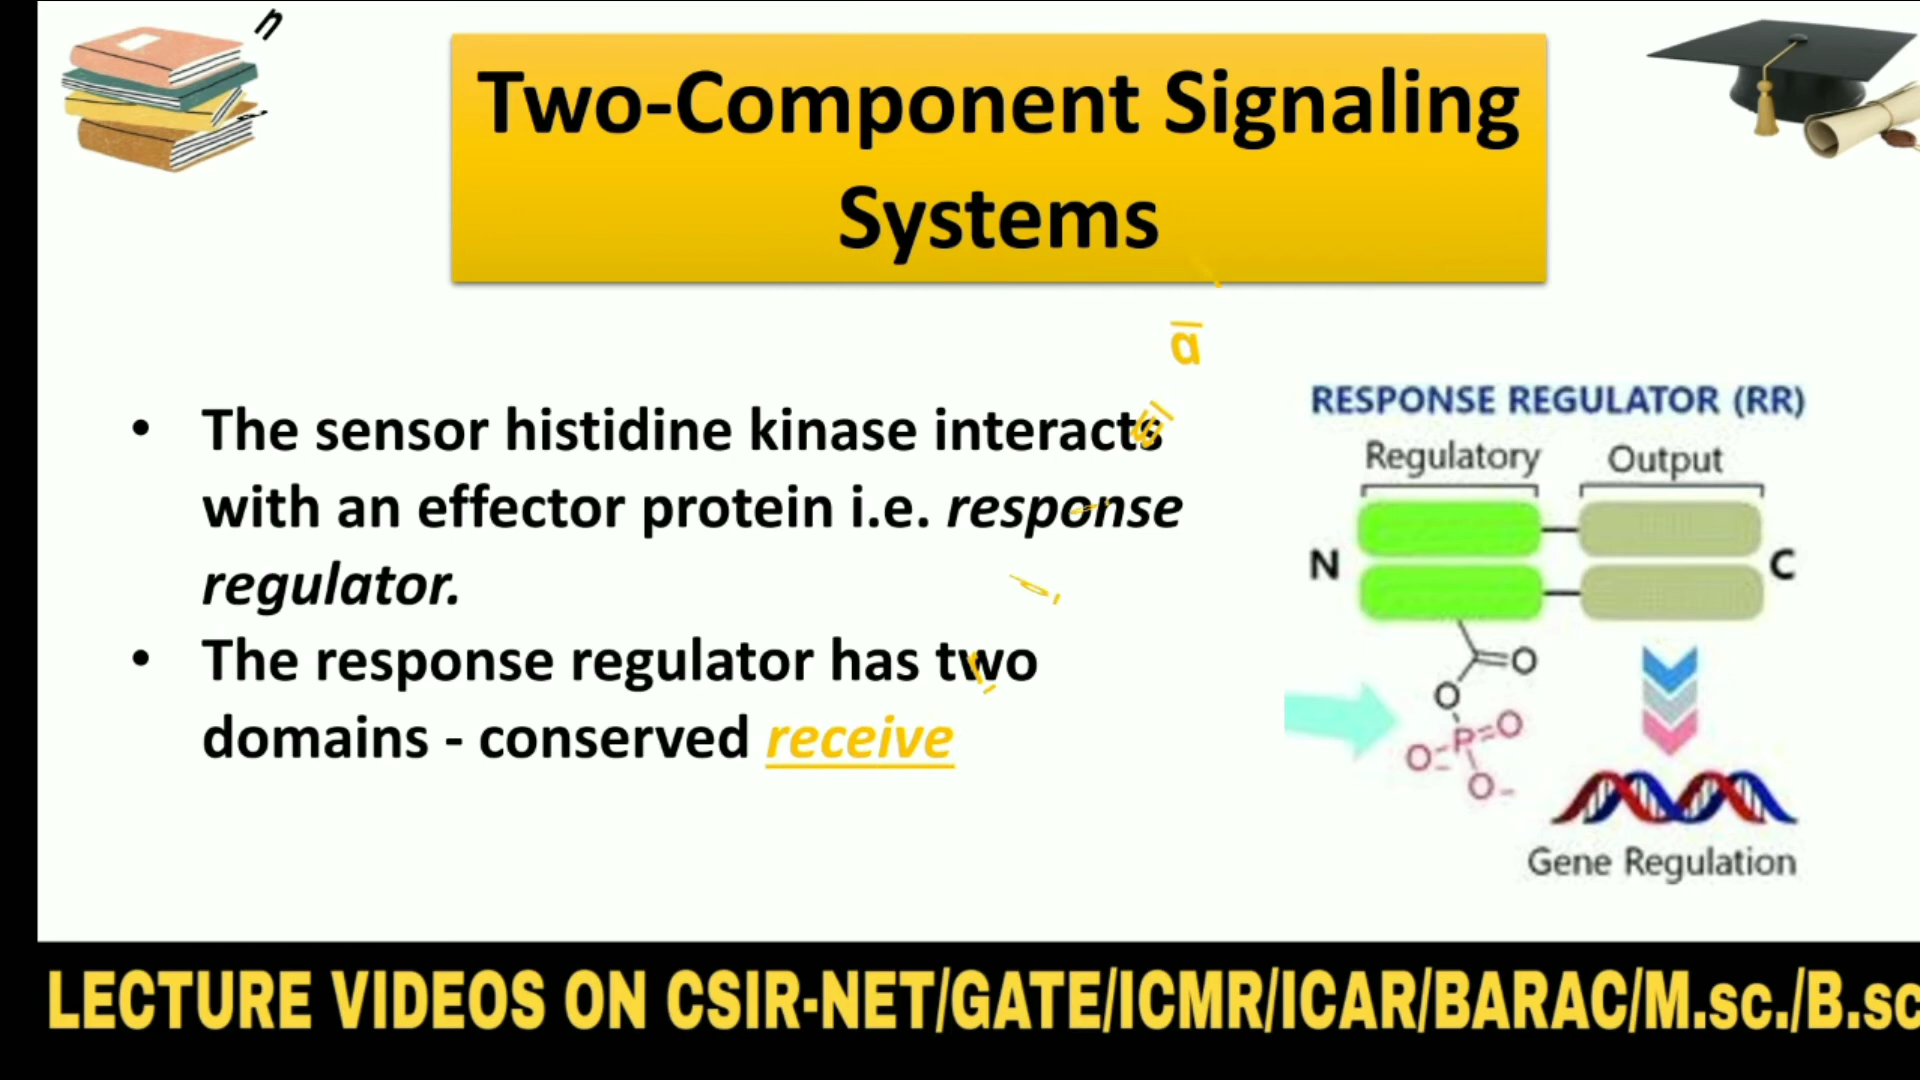 Two-Component Signaling
Systems
• The sensor histidine kinase interacts
with an effector protein i.e. response
regulator.
• The response regulator has two
domains - conserved receive
RESPONSE REGULATOR (RR)
Regulatory Output
N C
O
O
P=O
O-
O-
Gene Regulation
LECTURE VIDEOS ON CSIR-NET/GATE/ICMR/ICAR/BARAC/M.sc./B.sc